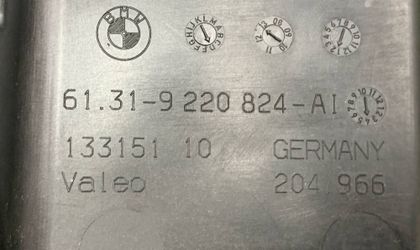 BMW
61.31-9 220 824-AI
133151 10 GERMANY
Valeo 204.966